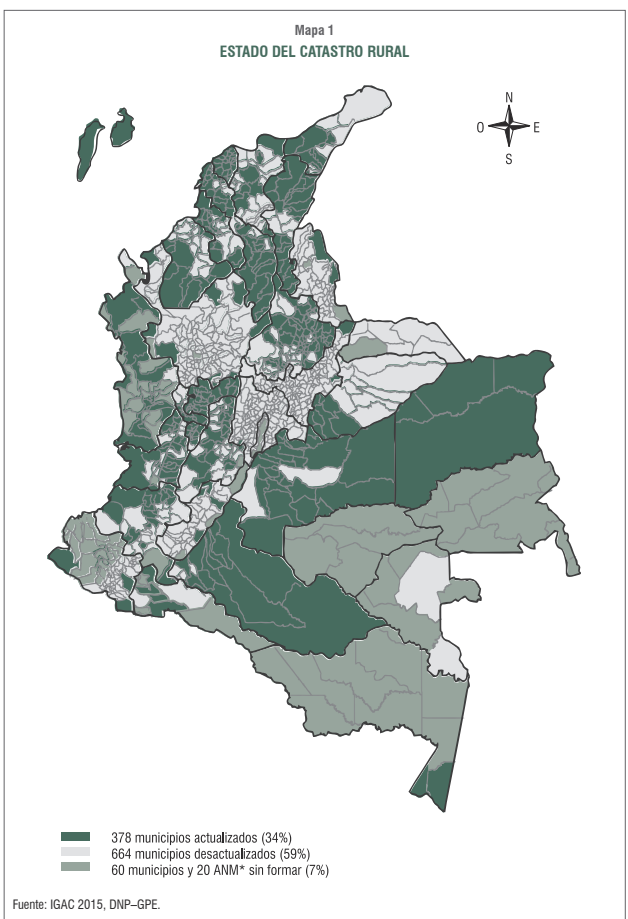 Mapa 1
ESTADO DEL CATASTRO RURAL
N
O E
S
378 municipios actualizados (34%)
664 municipios desactualizados (59%)
60 municipios y 20 ANM* sin formar (7%)
Fuente: IGAC 2015, DNP–GPE.